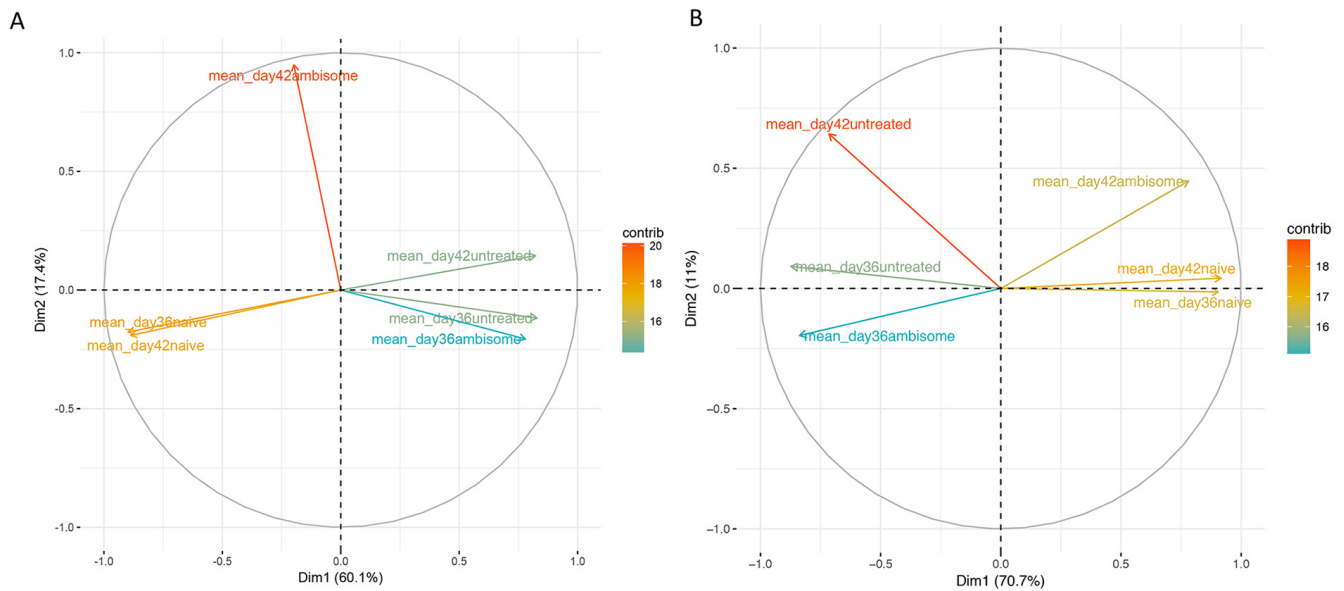 A
1.0
0.5
0.0
-0.5
-1.0
Dim2 (17.4%)
mean_day42ambisome
mean_day42untreated
mean_day36untreated
mean_day36ambisome
mean_day36naive
mean_day42naive
-1.0 -0.5 0.0 0.5 1.0
Dim1 (60.1%)
contrib
20
18
16
B
1.0
0.5
0.0
−0.5
−1.0
Dim2 (11%)
mean_day42untreated
mean_day42ambisome
mean_day36untreated
mean_day42naive
mean_day36naive
mean_day36ambisome
−1.0 −0.5 0.0 0.5 1.0
Dim1 (70.7%)
contrib
18
17
16